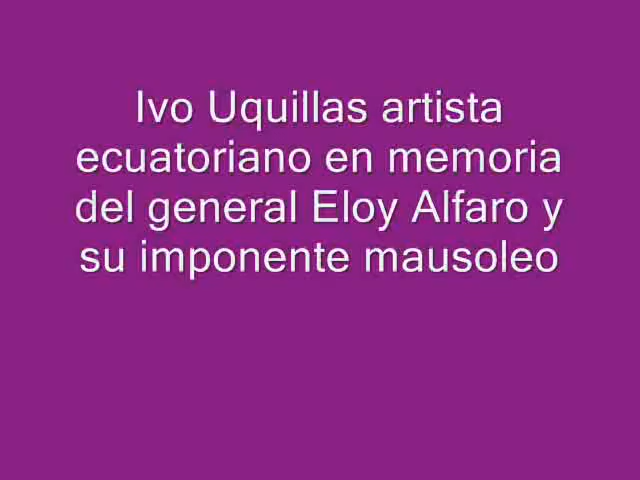 Ivo Uquillas artista
ecuatoriano en memoria
del general Eloy Alfaro y
su imponente mausoleo